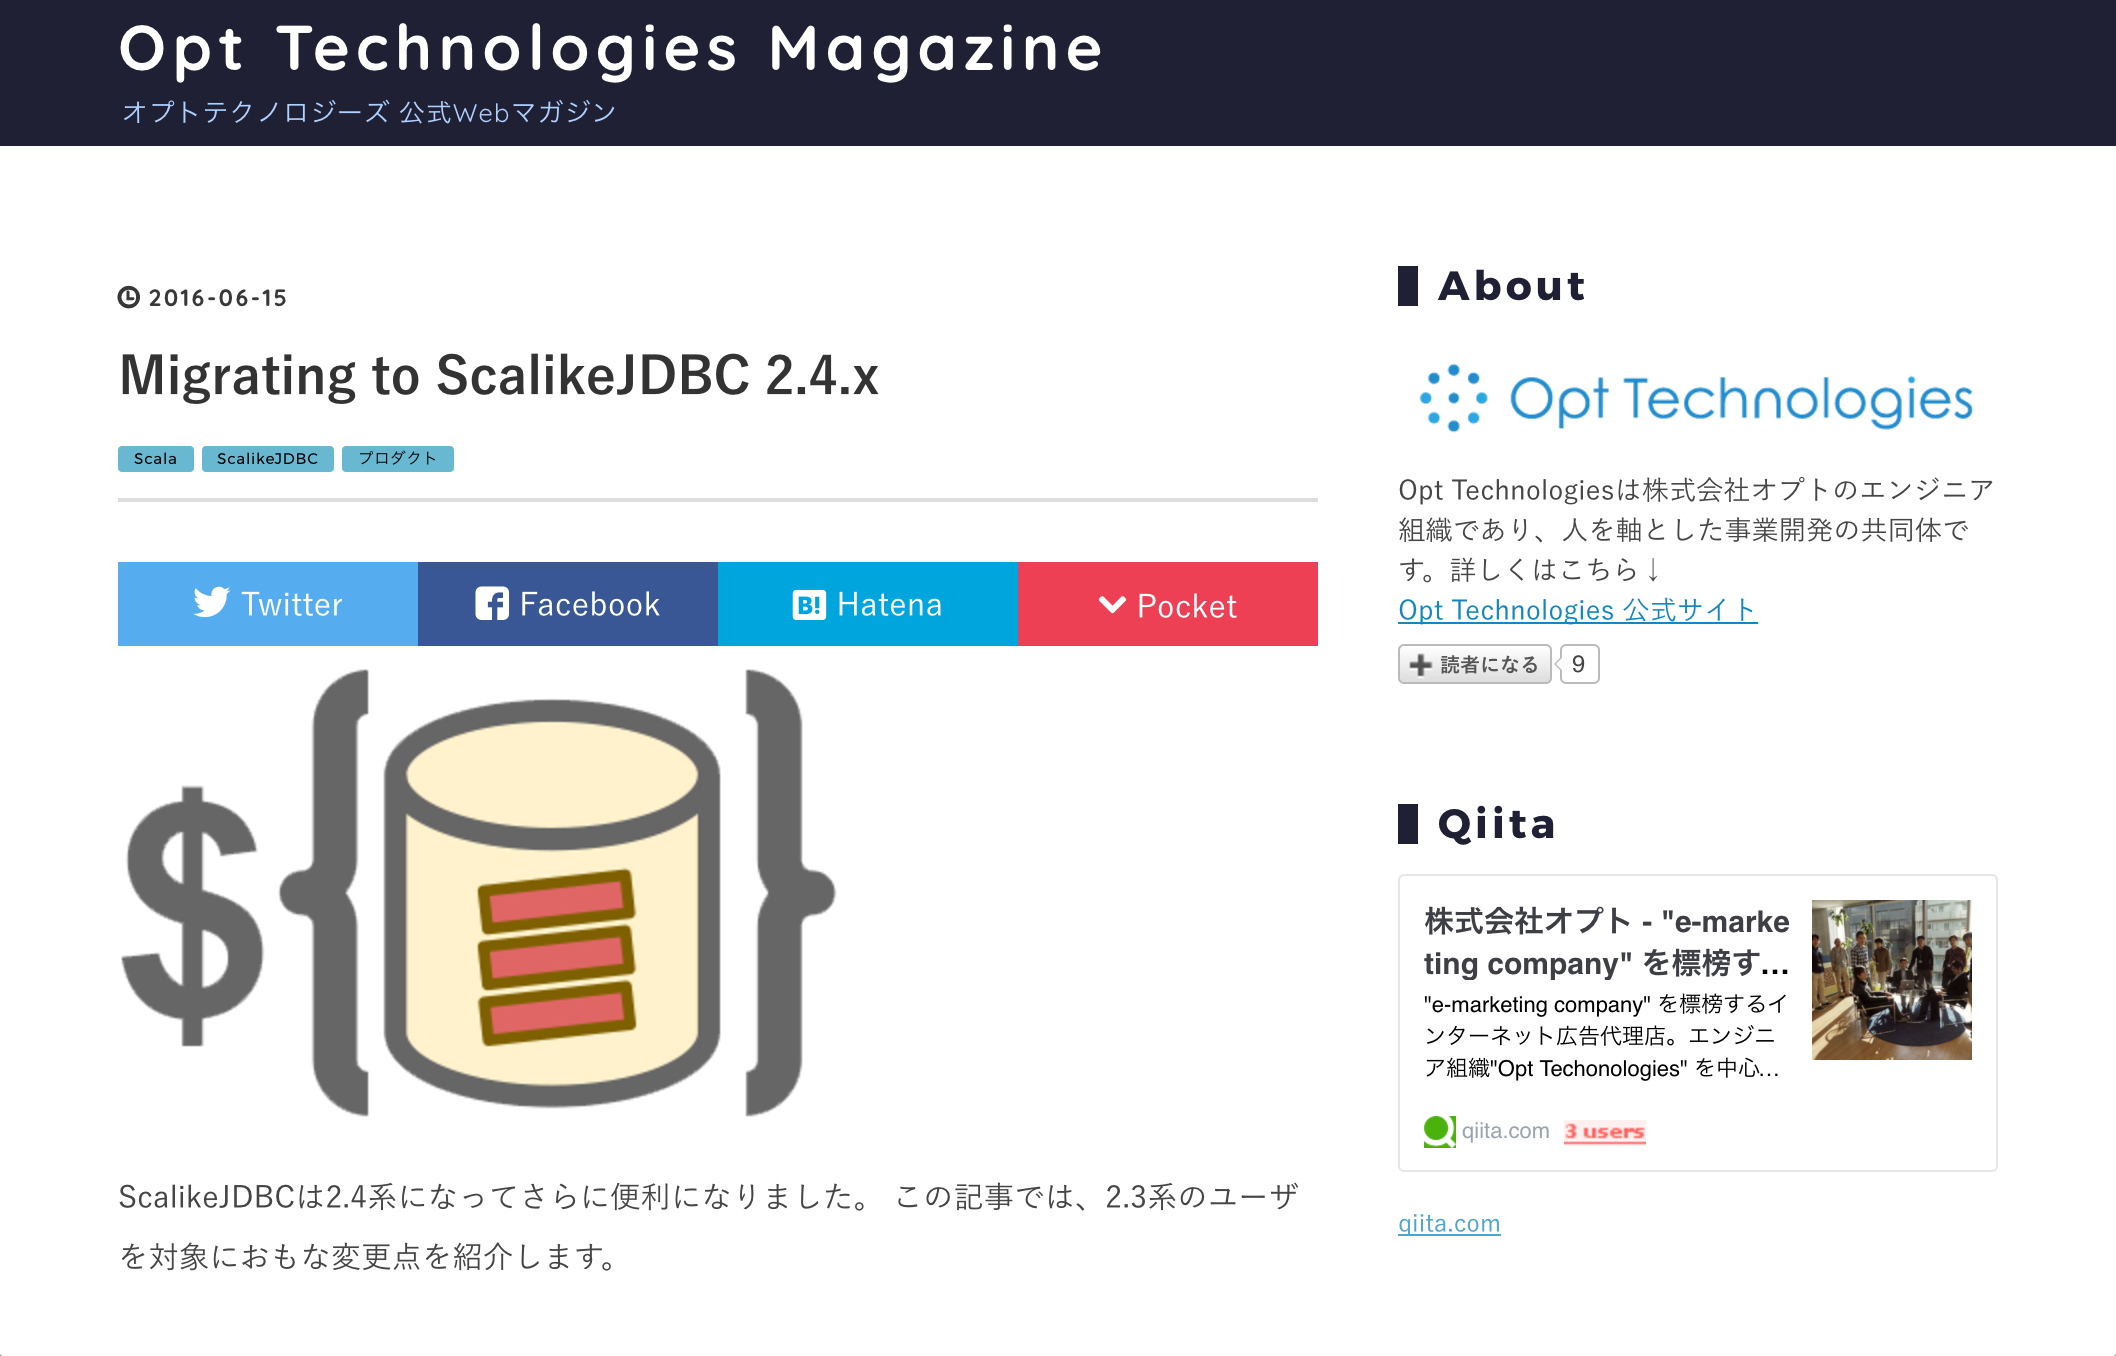 Opt Technologies Magazine
オプトテクノロジーズ 公式Webマガジン
2016-06-15
Migrating to ScalikeJDBC 2.4.x
Scala ScalikeJDBC プロダクト
Twitter Facebook B! Hatena Pocket
${ }
ScalikeJDBCは2.4系になってさらに便利になりました。 この記事では、2.3系のユーザ
を対象におもな変更点を紹介します。
About
Opt Technologies
Opt Technologiesは株式会社オプトのエンジニア
組織であり、人を軸とした事業開発の共同体で
す。詳しくはこちら↓
Opt Technologies 公式サイト
読者になる 9
Qiita
株式会社オプト - "e-marke
ting company" を標榜す...
"e-marketing company" を標榜するイ
ンターネット広告代理店。エンジニ
ア組織"Opt Techonologies" を中心...
qiita.com 3 users
qiita.com